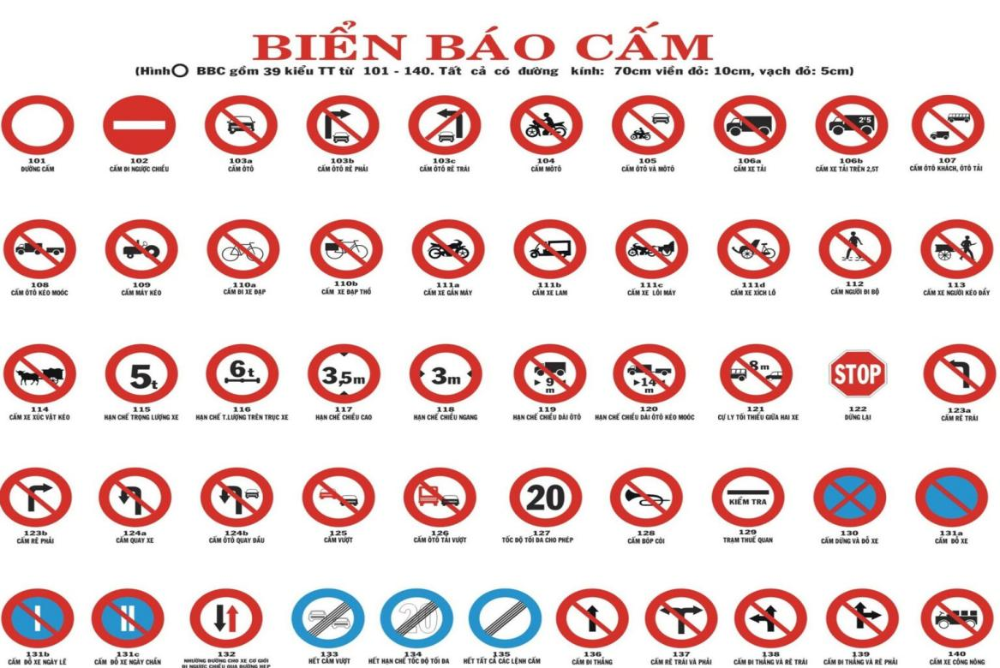 BIỂN BÁO CẤM
(Hình BBC gồm 39 kiểu TT từ 101 - 140. Tất cả có đường kính: 70cm viền đỏ: 10cm, vạch đỏ: 5cm)
2T5
101 102 103a 103b 103c 104 105 106a 106b 107
ĐƯỜNG CẤM CẤM ĐI NGƯỢC CHIỀU CẤM ÔTÔ CẤM ÔTÔ RẼ PHẢI CẤM ÔTÔ RẼ TRÁI CẤM MÔTÔ CẤM ÔTÔ VÀ MÔTÔ CẤM XE TẢI CẤM XE TẢI TRÊN 2,5T CẤM ÔTÔ KHÁCH, ÔTÔ TẢI
108 109 110a 110b 111a 111b 111c 111d 112 113
CẤM ÔTÔ KÉO MOÓC CẤM MÁY KÉO CẤM ĐI XE ĐẠP CẤM XE ĐẠP THỒ CẤM XE GẮN MÁY CẤM XE LAM CẤM XE LÔI MÁY CẤM XE XÍCH LÔ CẤM NGƯỜI ĐI BỘ CẤM XE NGƯỜI KÉO ĐẨY
5t 6t 3,5m 3m 9 m 14 m 8m STOP
114 115 116 117 118 119 120 121 122 123a
CẤM XE XÚC VẬT KÉO HẠN CHẾ TRỌNG LƯỢNG XE HẠN CHẾ T.LƯỢNG TRÊN TRỤC XE HẠN CHẾ CHIỀU CAO HẠN CHẾ CHIỀU NGANG HẠN CHẾ CHIỀU DÀI ÔTÔ HẠN CHẾ CHIỀU DÀI ÔTÔ KÉO MOÓC CỰ LY TỐI THIỂU GIỮA HAI XE DỪNG LẠI CẤM RẼ TRÁI
20 KIỂM TRA
123b 124a 124b 125 126 127 128 129 130 131a
CẤM RẼ PHẢI CẤM QUAY XE CẤM ÔTÔ QUAY ĐẦU CẤM VƯỢT CẤM ÔTÔ TẢI VƯỢT TỐC ĐỘ TỐI ĐA CHO PHÉP CẤM BÓP CÒI TRẠM THUẾ QUAN CẤM DỪNG VÀ ĐỖ XE CẤM ĐỖ XE
20
131b 131c 132 133 134 135 136 137 138 139 140
CẤM ĐỖ XE NGÀY LẺ CẤM ĐỖ XE NGÀY CHẴN NHƯỜNG ĐƯỜNG CHO XE CƠ GIỚI HẾT CẤM VƯỢT HẾT HẠN CHẾ TỐC ĐỘ TỐI ĐA HẾT TẤT CẢ CÁC LỆNH CẤM CẤM ĐI THẲNG CẤM RẼ TRÁI VÀ PHẢI CẤM ĐI THẲNG VÀ RẼ TRÁI CẤM ĐI THẲNG VÀ RẼ PHẢI CẤM XE CÔNG NÔNG
ĐI NGƯỢC CHIỀU QUA ĐƯỜNG HẸP